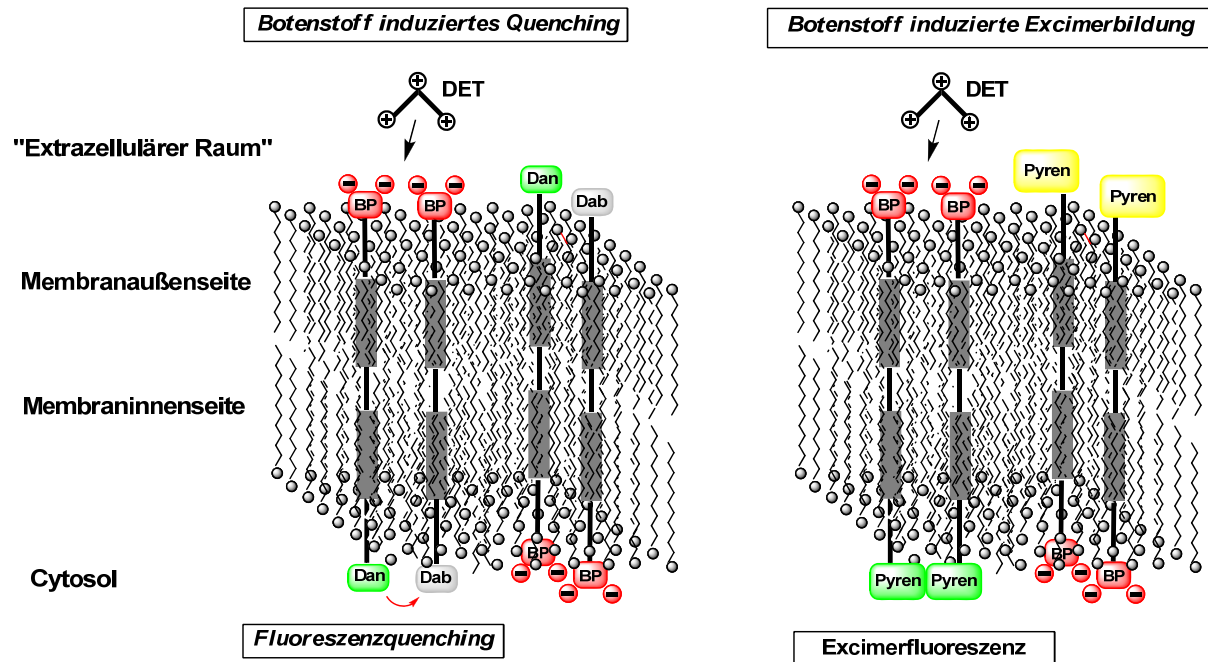 Botenstoff induziertes Quenching
Botenstoff induzierte Excimerbildung
DET
DET
"Extrazellulärer Raum"
BP
BP
Dan
Dab
BP
BP
Pyren
Pyren
Membranaußenseite
Membraninnenseite
Cytosol
Dan
Dab
BP
BP
Pyren
Pyren
BP
BP
Fluoreszenzquenching
Excimerfluoreszenz